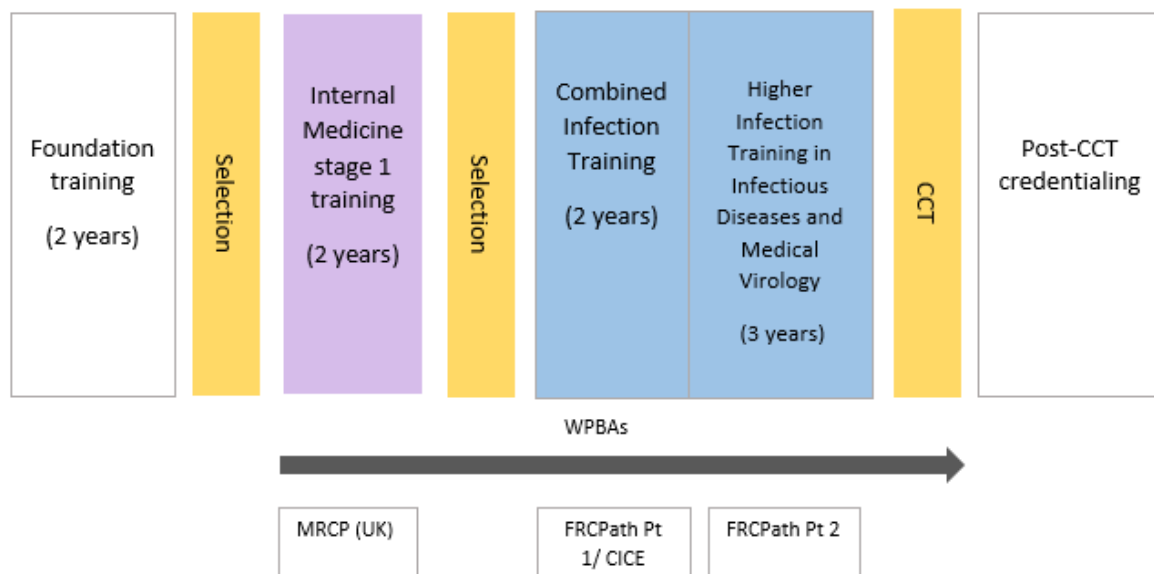 Foundation
training
(2 years)
Selection
Internal
Medicine
stage 1
training
(2 years)
Selection
Combined
Infection
Training
(2 years)
Higher
Infection
Training in
Infectious
Diseases and
Medical
Virology
(3 years)
CCT
Post-CCT
credentialing
WPBAs
MRCP (UK)
FRCPath Pt
1/ CICE
FRCPath Pt 2